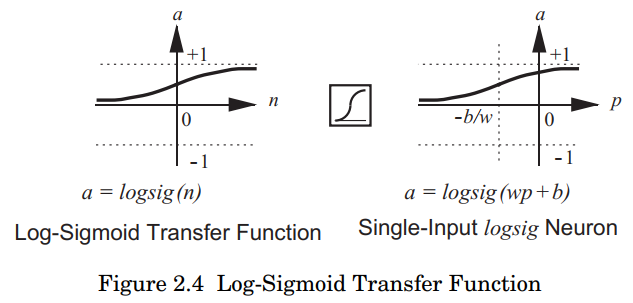 a
+1
n
0
-1
a = logsig(n)
Log-Sigmoid Transfer Function
a
+1
p
-b/w
0
-1
a = logsig(wp+b)
Single-Input logsig Neuron
Figure 2.4 Log-Sigmoid Transfer Function